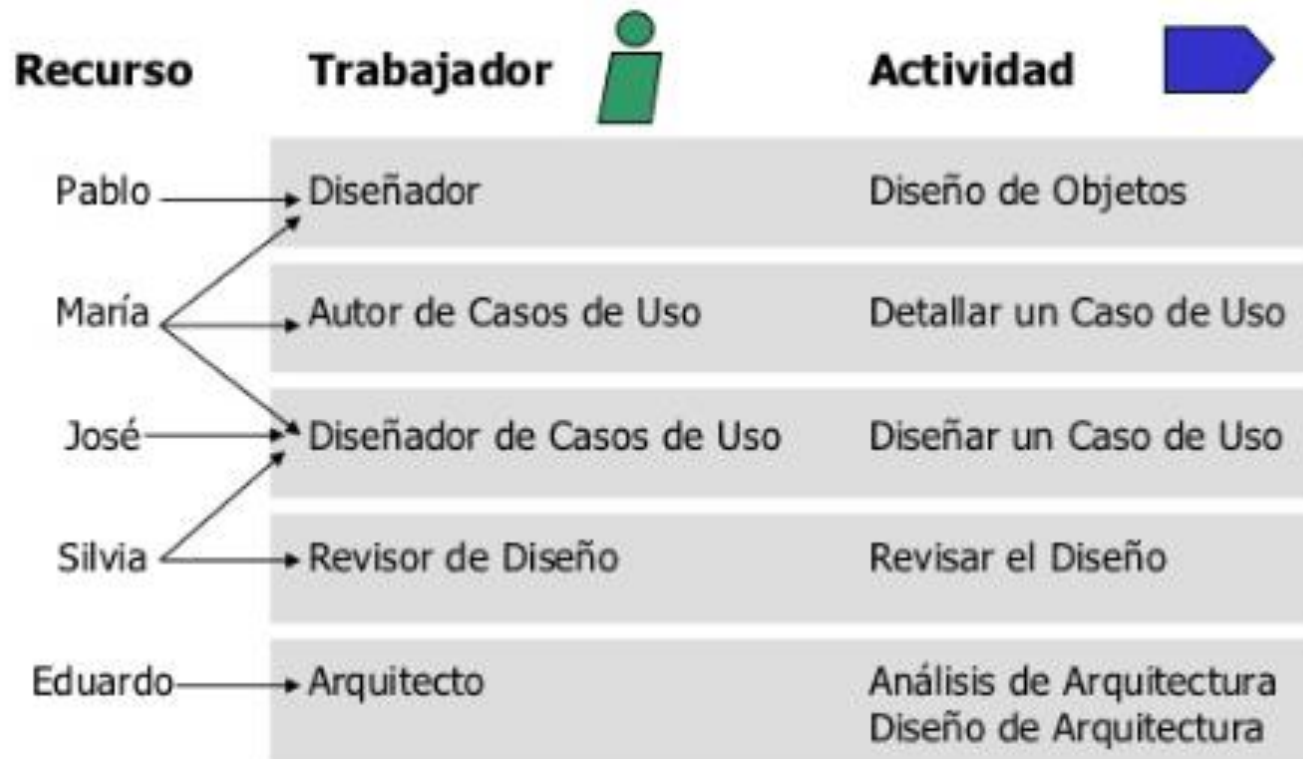 Recurso Trabajador Actividad
Pablo Diseñador Diseño de Objetos
María Autor de Casos de Uso Detallar un Caso de Uso
José Diseñador de Casos de Uso Diseñar un Caso de Uso
Silvia Revisor de Diseño Revisar el Diseño
Eduardo Arquitecto Análisis de Arquitectura
Diseño de Arquitectura